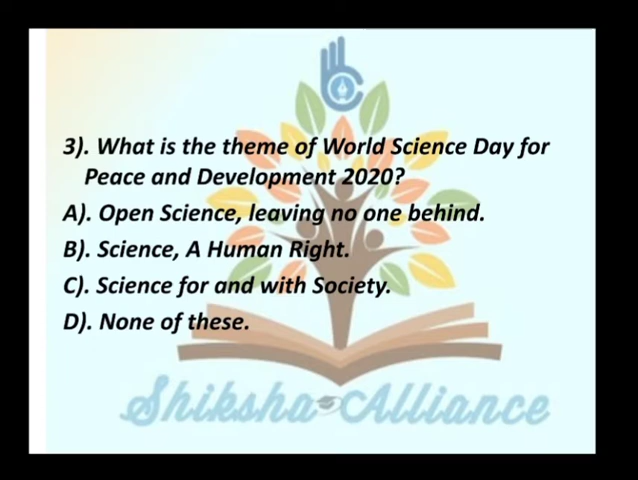 3). What is the theme of World Science Day for
Peace and Development 2020?
A). Open Science, leaving no one behind.
B). Science, A Human Right.
C). Science for and with Society.
D). None of these.
Shiksha Alliance